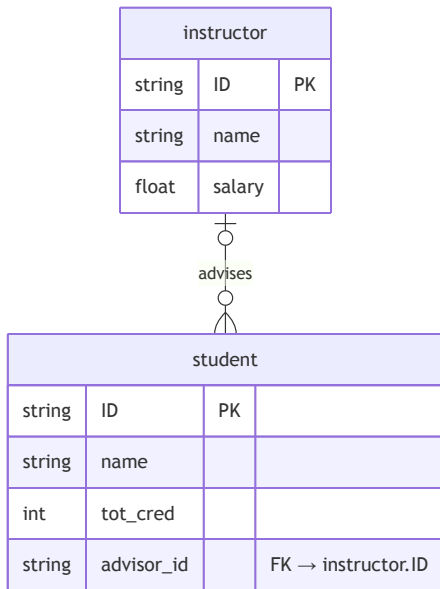 instructor
string ID PK
string name
float salary
advises
student
string ID PK
string name
int tot_cred
string advisor_id FK → instructor.ID